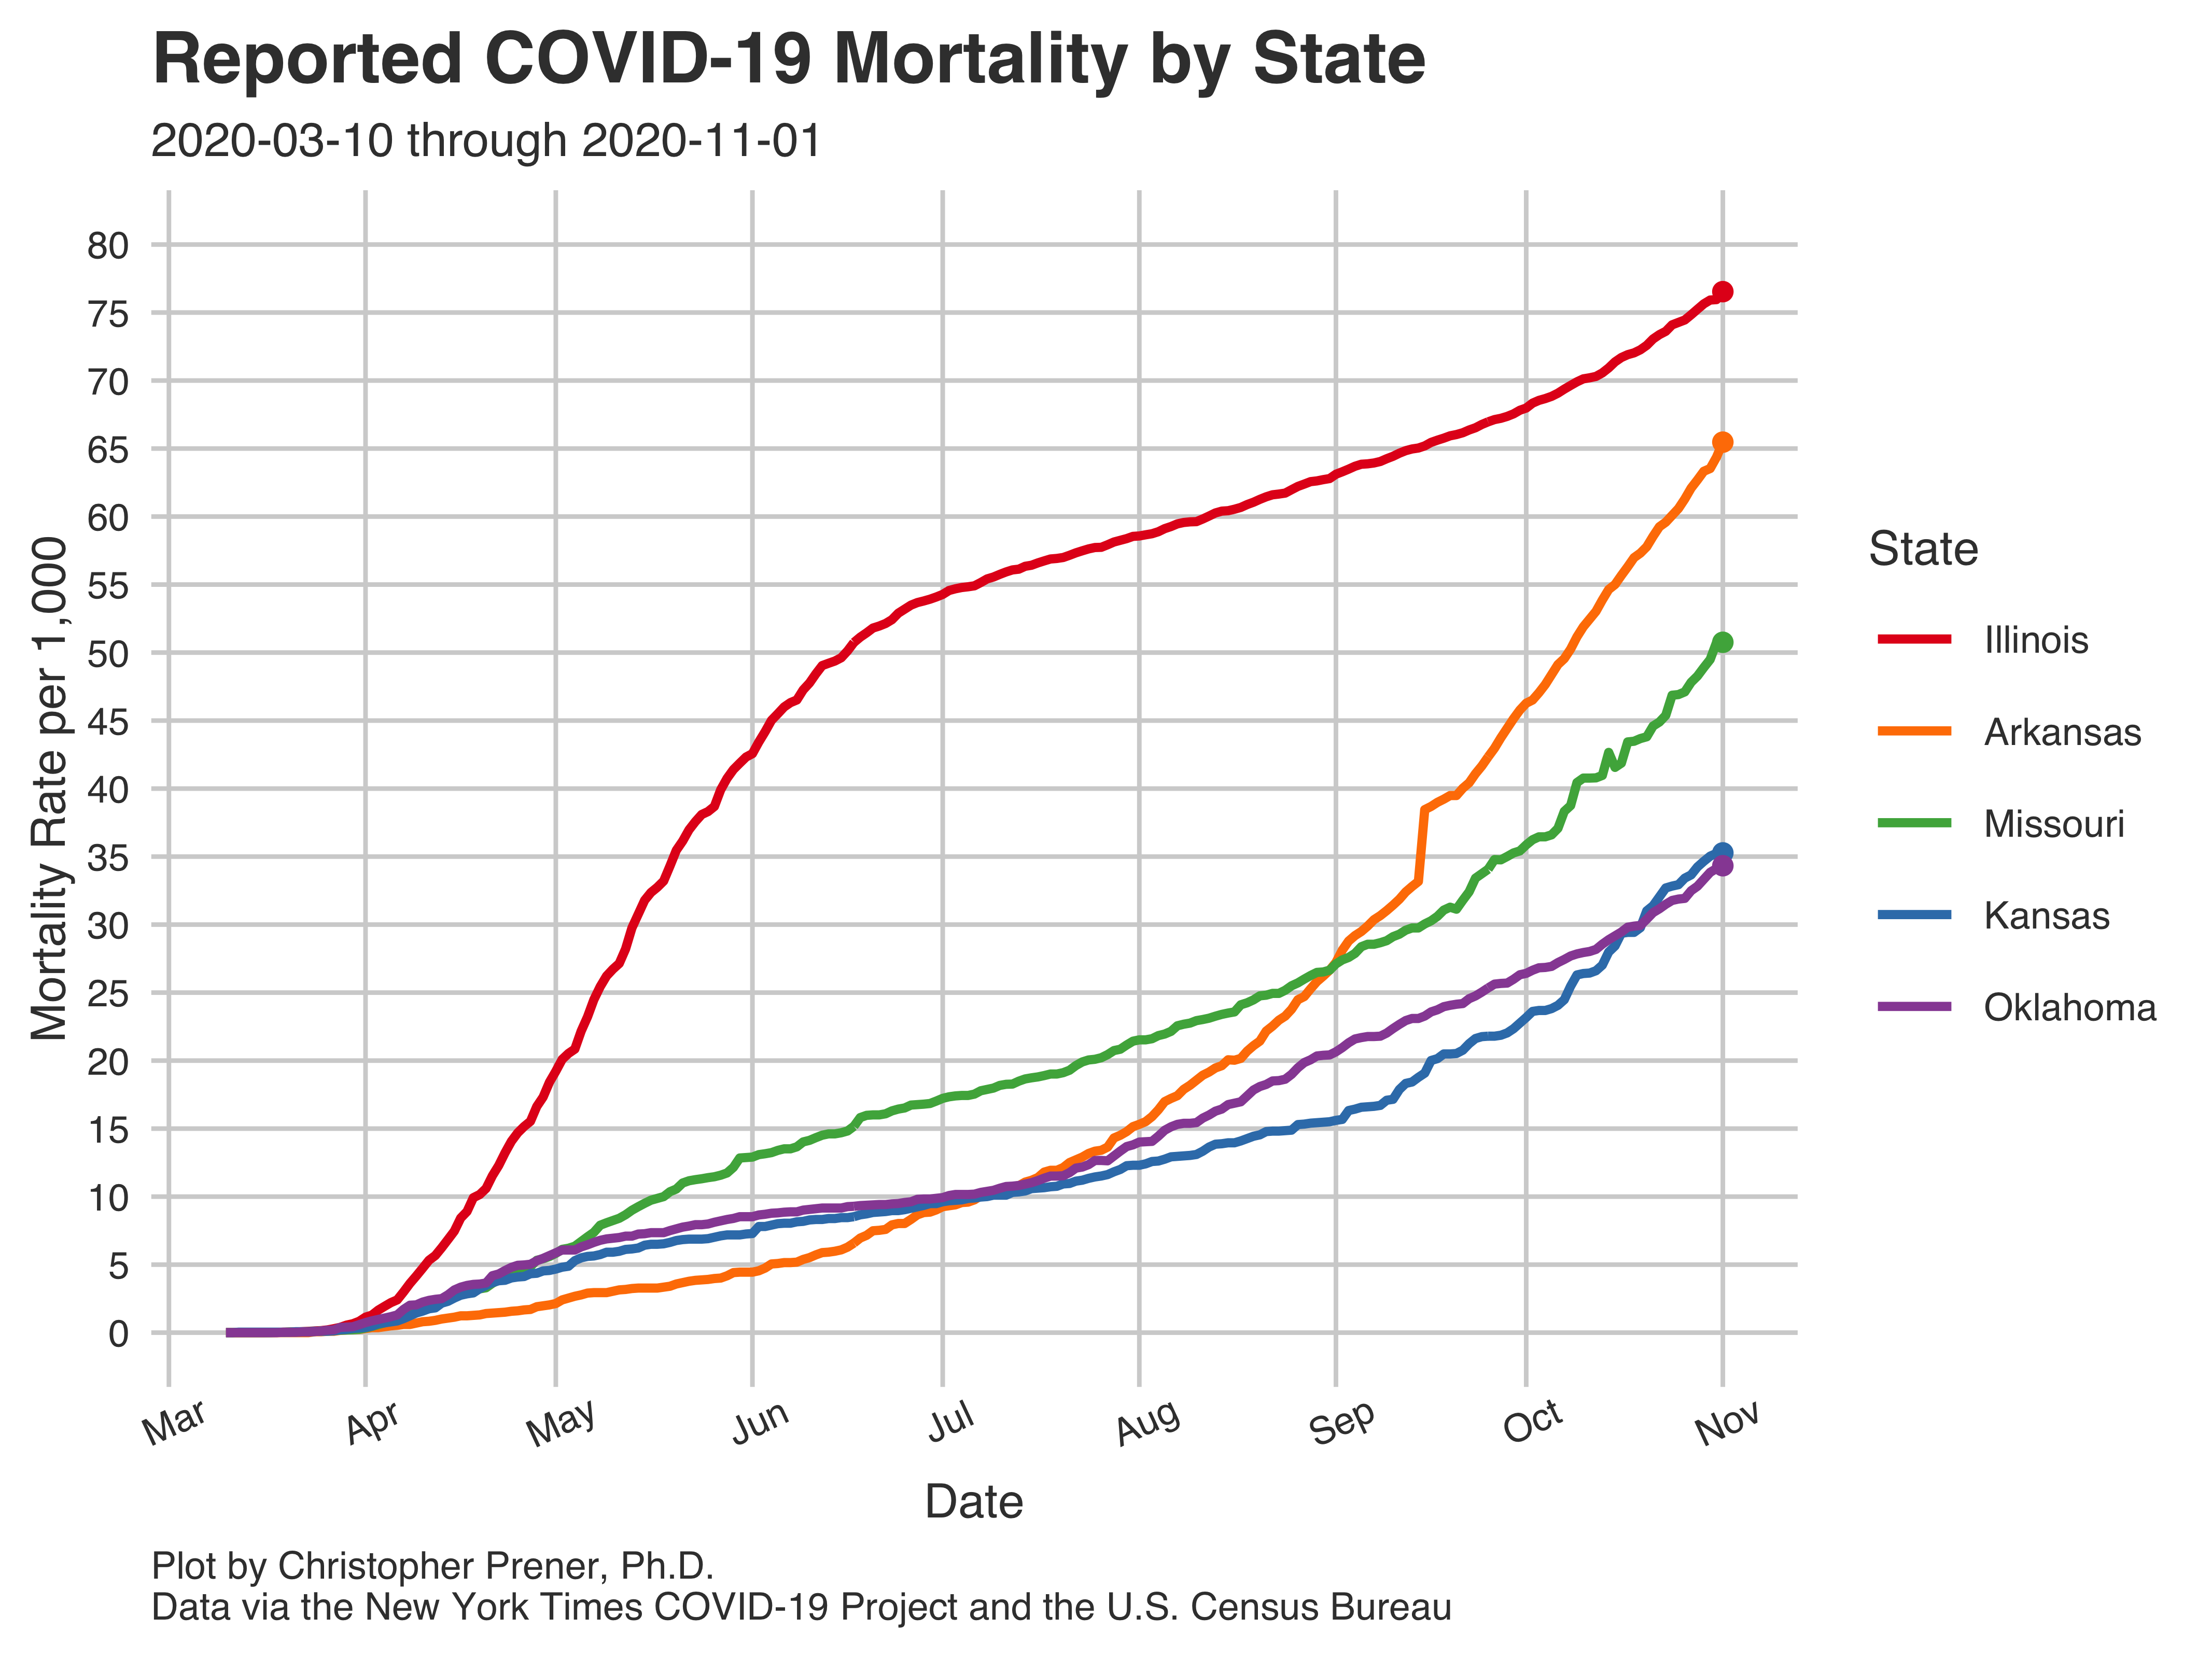 Reported COVID-19 Mortality by State
2020-03-10 through 2020-11-01
Mortality Rate per 1,000
80
75
70
65
60
55
50
45
40
35
30
25
20
15
10
5
0
Mar
Apr
May
Jun
Jul
Aug
Sep
Oct
Nov
Date
State
Illinois
Arkansas
Missouri
Kansas
Oklahoma
Plot by Christopher Prener, Ph.D.
Data via the New York Times COVID-19 Project and the U.S. Census Bureau